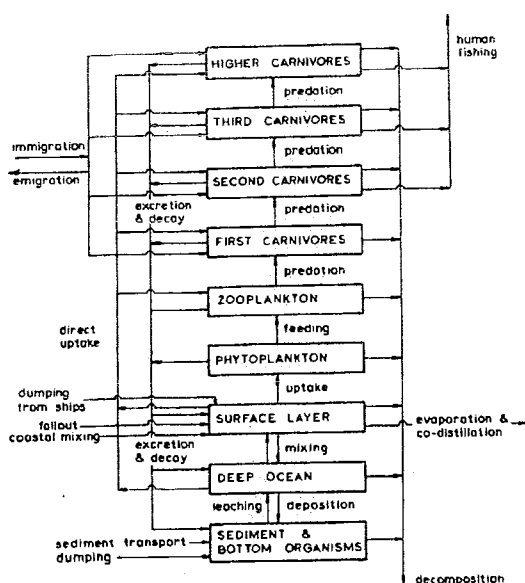 human
fishing
HIGHER CARNIVORES
predation
THIRD CARNIVORES
immigration
predation
emigration
SECOND CARNIVORES
excretion
& decay
predation
FIRST CARNIVORES
predation
ZOOPLANKTON
direct
uptake
feeding
PHYTOPLANKTON
dumping
from ships
uptake
fallout
SURFACE LAYER
evaporation &
co-distillation
coastal mixing
excretion
& decay
mixing
DEEP OCEAN
leaching
deposition
sediment transport
SEDIMENT &
BOTTOM ORGANISMS
dumping
decomposition